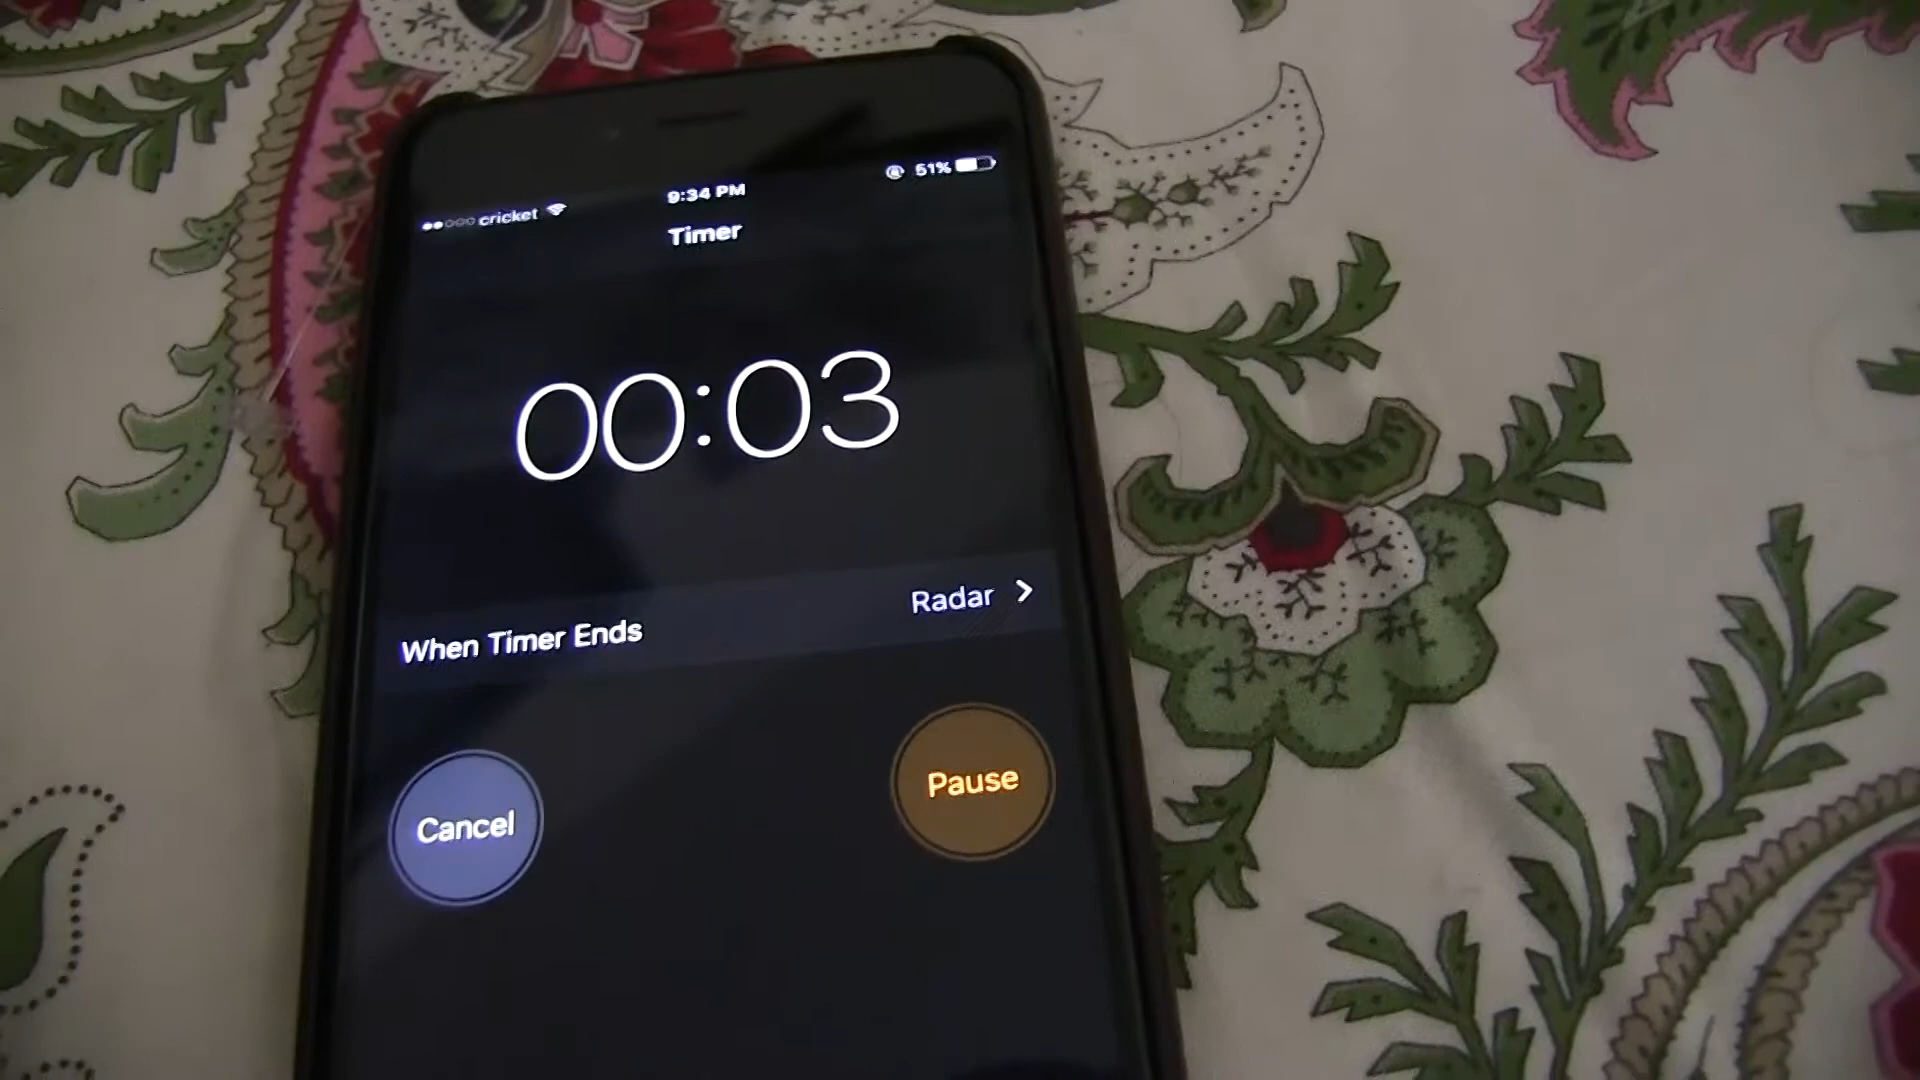 cricket 9:34 PM 51%
Timer
00:03
When Timer Ends Radar >
Cancel Pause